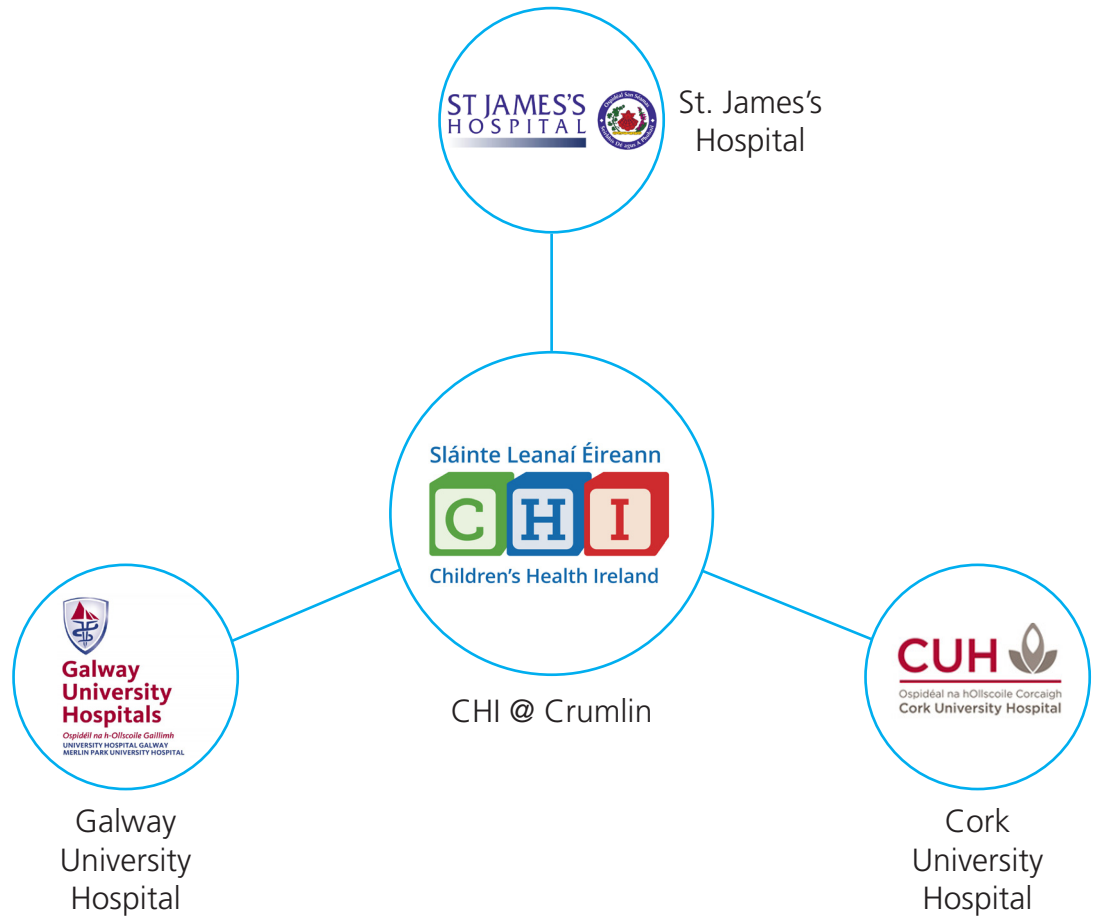 ST JAMES'S
HOSPITAL
St. James's
Hospital
Sláinte Leanaí Éireann
CHI
Children's Health Ireland
CHI @ Crumlin
Galway
University
Hospitals
Ospidéil na h-Ollscoile Gaillimh
UNIVERSITY HOSPITAL GALWAY
MERLIN PARK UNIVERSITY HOSPITAL
Galway
University
Hospital
CUH
Ospidéal na hOllscoile Corcaigh
Cork University Hospital
Cork
University
Hospital